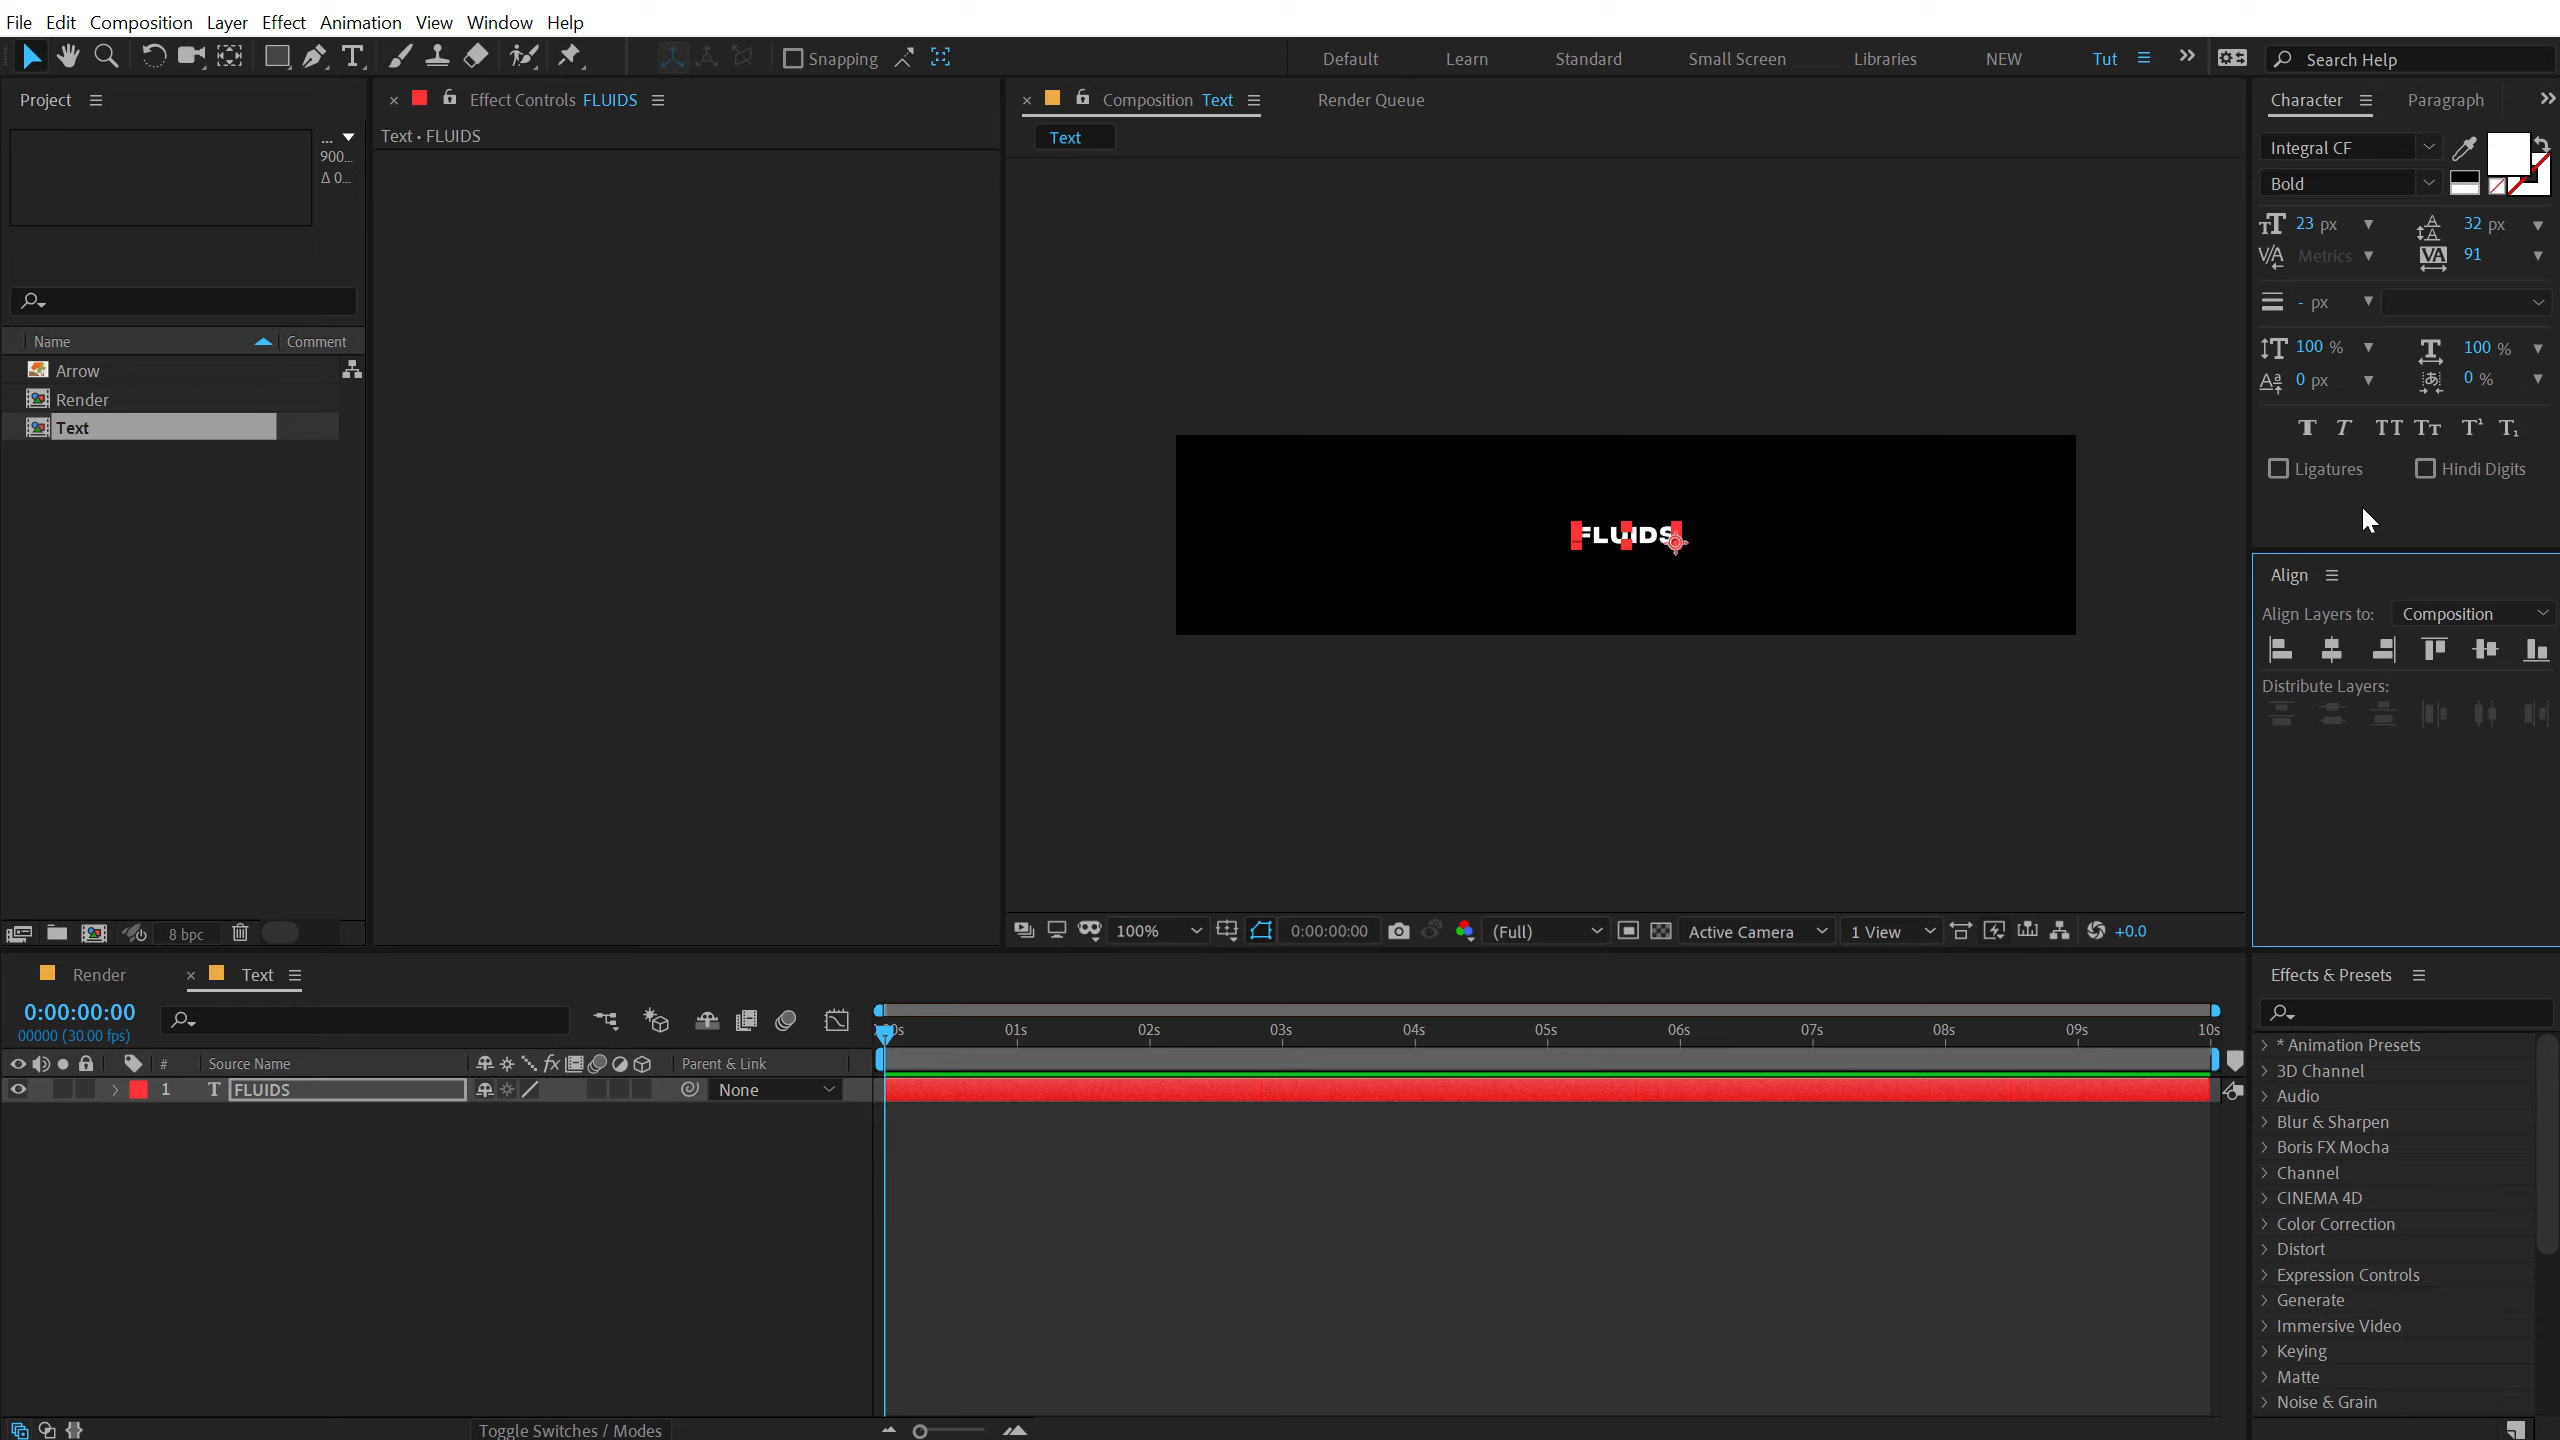 File Edit Composition Layer Effect Animation View Window Help
Snapping Default Learn Standard Small Screen Libraries NEW Tut Search Help
Project
...
900...
Δ 0...
Name Comment
Arrow
Render
Text
8 bpc
Effect Controls FLUIDS
Text • FLUIDS
Composition Text Render Queue
Text
FLUIDS
100% 0:00:00:00 (Full) Active Camera 1 View +0.0
Character Paragraph
Integral CF
Bold
23 px 32 px
Metrics 91
- px
100 % 100 %
0 px 0 %
Ligatures Hindi Digits
Align
Align Layers to: Composition
Distribute Layers:
Render Text
0:00:00:00
00000 (30.00 fps)
00s 01s 02s 03s 04s 05s 06s 07s 08s 09s 10s
# Source Name fx Parent & Link
1 T FLUIDS None
Toggle Switches / Modes
Effects & Presets
* Animation Presets
3D Channel
Audio
Blur & Sharpen
Boris FX Mocha
Channel
CINEMA 4D
Color Correction
Distort
Expression Controls
Generate
Immersive Video
Keying
Matte
Noise & Grain